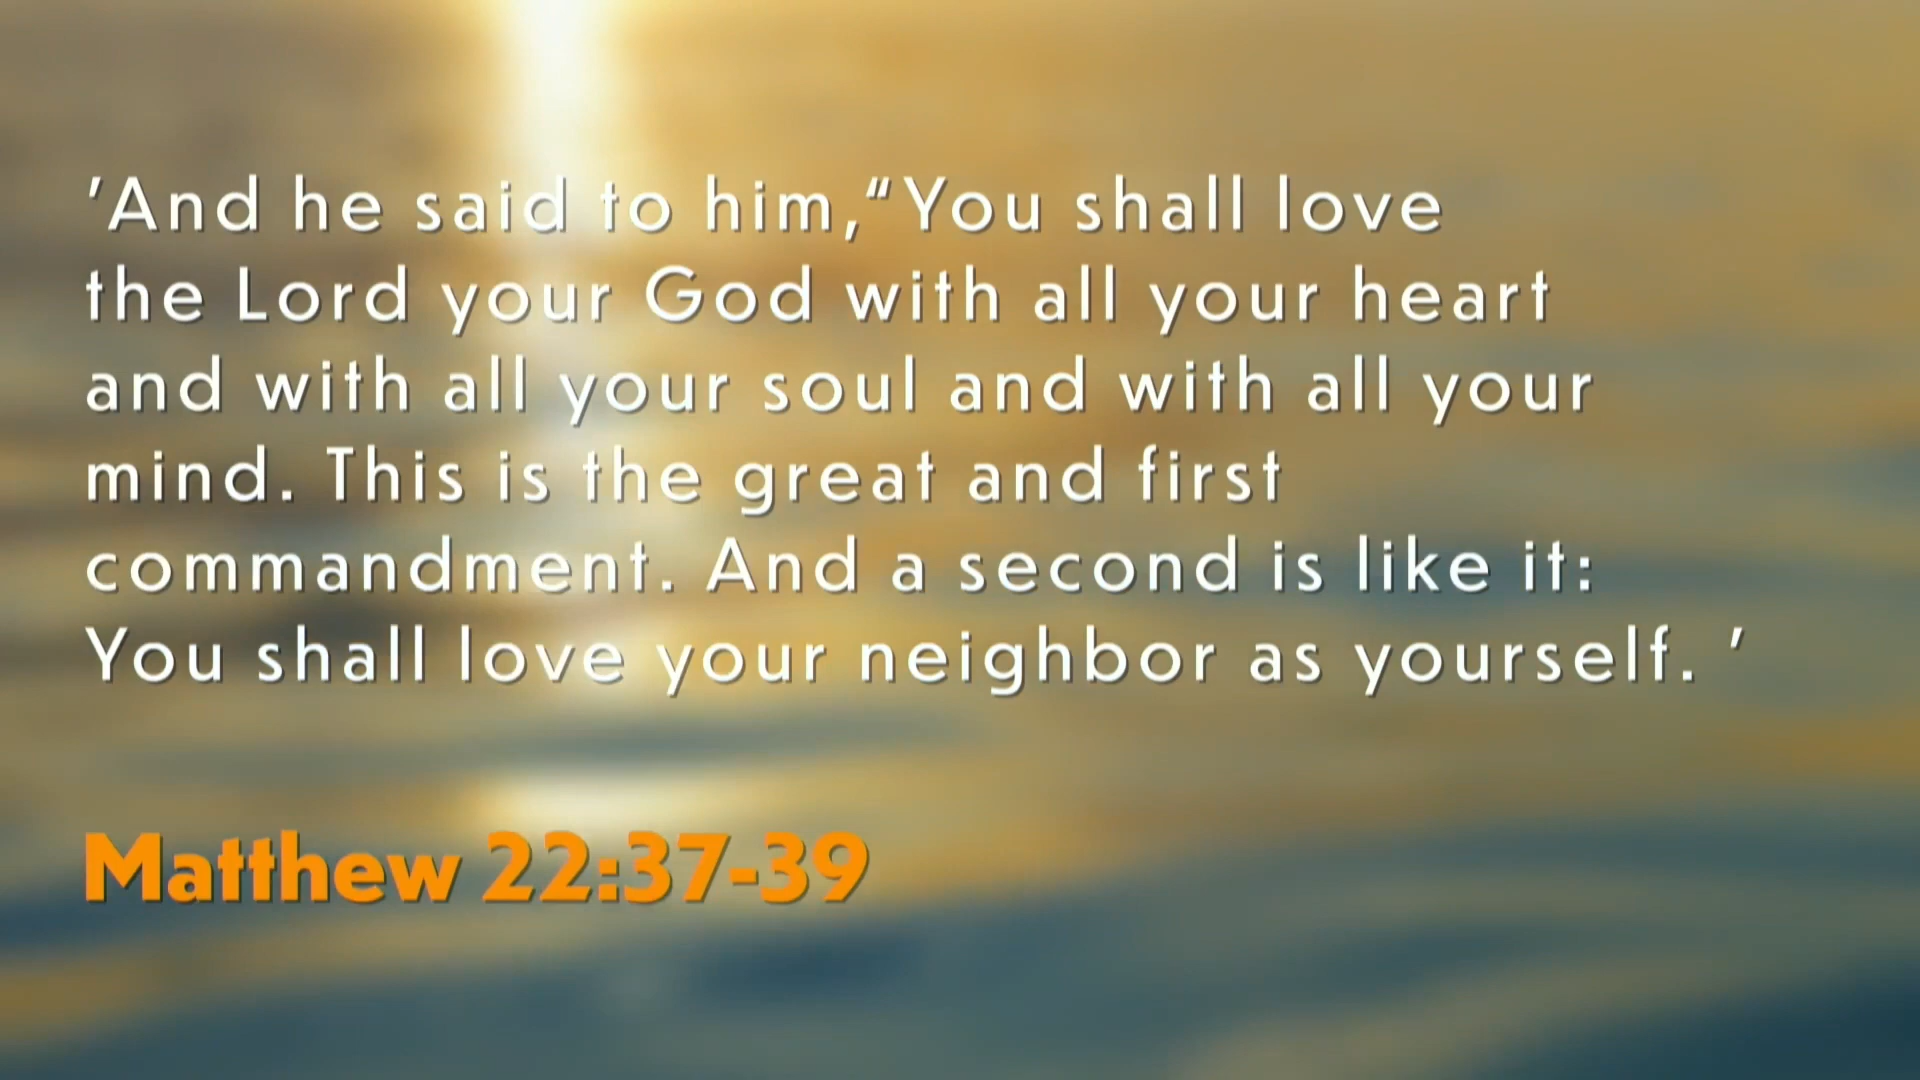 'And he said to him,“You shall love
the Lord your God with all your heart
and with all your soul and with all your
mind. This is the great and first
commandment. And a second is like it:
You shall love your neighbor as yourself. '
Matthew 22:37-39